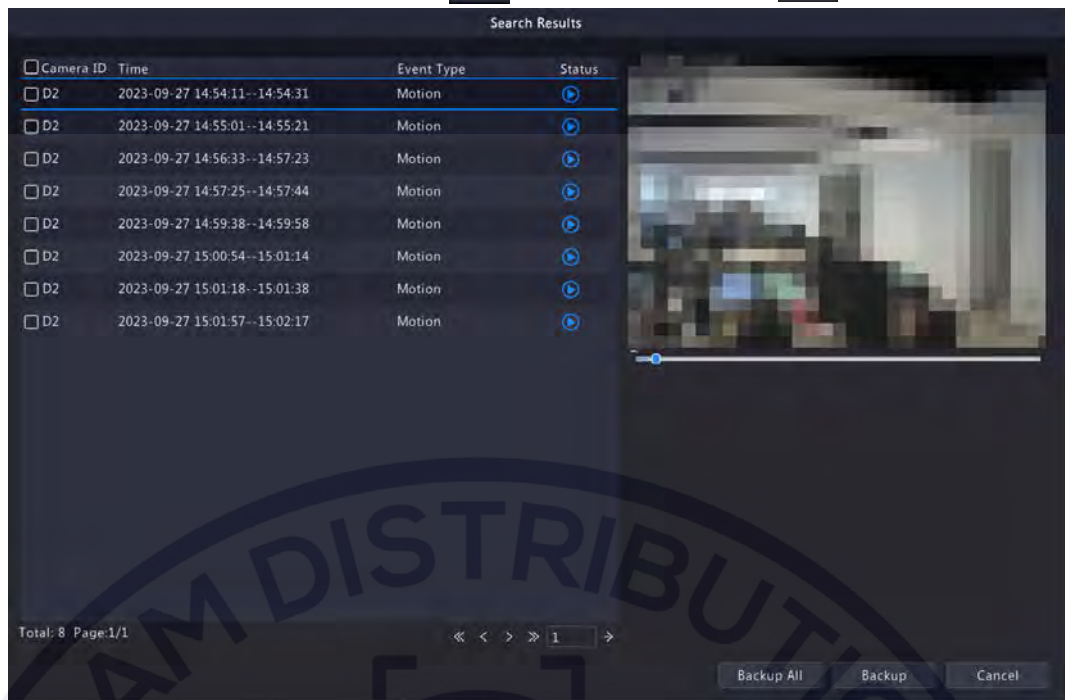 Search Results
Camera ID Time Event Type Status
D2 2023-09-27 14:54:11--14:54:31 Motion
D2 2023-09-27 14:55:01--14:55:21 Motion
D2 2023-09-27 14:56:33--14:57:23 Motion
D2 2023-09-27 14:57:25--14:57:44 Motion
D2 2023-09-27 14:59:38--14:59:58 Motion
D2 2023-09-27 15:00:54--15:01:14 Motion
D2 2023-09-27 15:01:18--15:01:38 Motion
D2 2023-09-27 15:01:57--15:02:17 Motion
AM DISTRIBUTI
Total: 8 Page:1/1 1
Backup All Backup Cancel